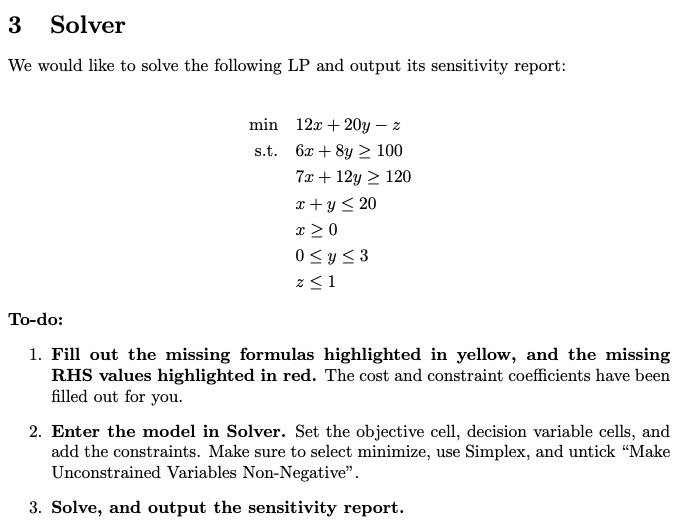 3 Solver
We would like to solve the following LP and output its sensitivity report:
min 12x + 20y − z
s.t. 6x + 8y ≥ 100
7x + 12y ≥ 120
x + y ≤ 20
x ≥ 0
0 ≤ y ≤ 3
z ≤ 1
To-do:
1. Fill out the missing formulas highlighted in yellow, and the missing
RHS values highlighted in red. The cost and constraint coefficients have been
filled out for you.
2. Enter the model in Solver. Set the objective cell, decision variable cells, and
add the constraints. Make sure to select minimize, use Simplex, and untick “Make
Unconstrained Variables Non-Negative”.
3. Solve, and output the sensitivity report.